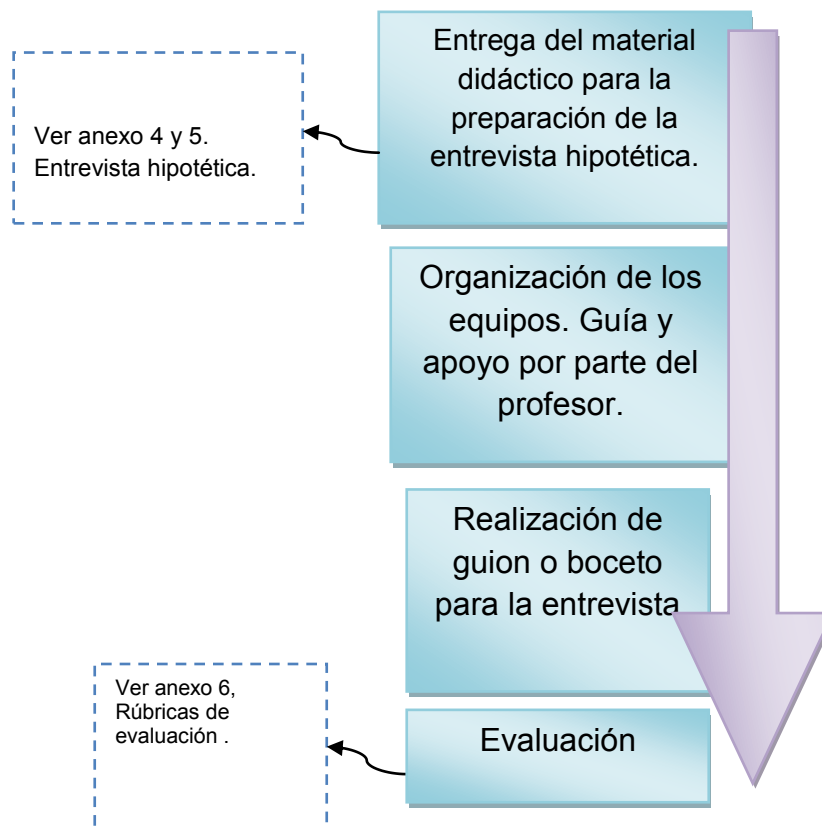 Entrega del material
didáctico para la
preparación de la
entrevista hipotética.
Ver anexo 4 y 5.
Entrevista hipotética.
Organización de los
equipos. Guía y
apoyo por parte del
profesor.
Realización de
guion o boceto
para la entrevista
Evaluación
Ver anexo 6,
Rúbricas de
evaluación .